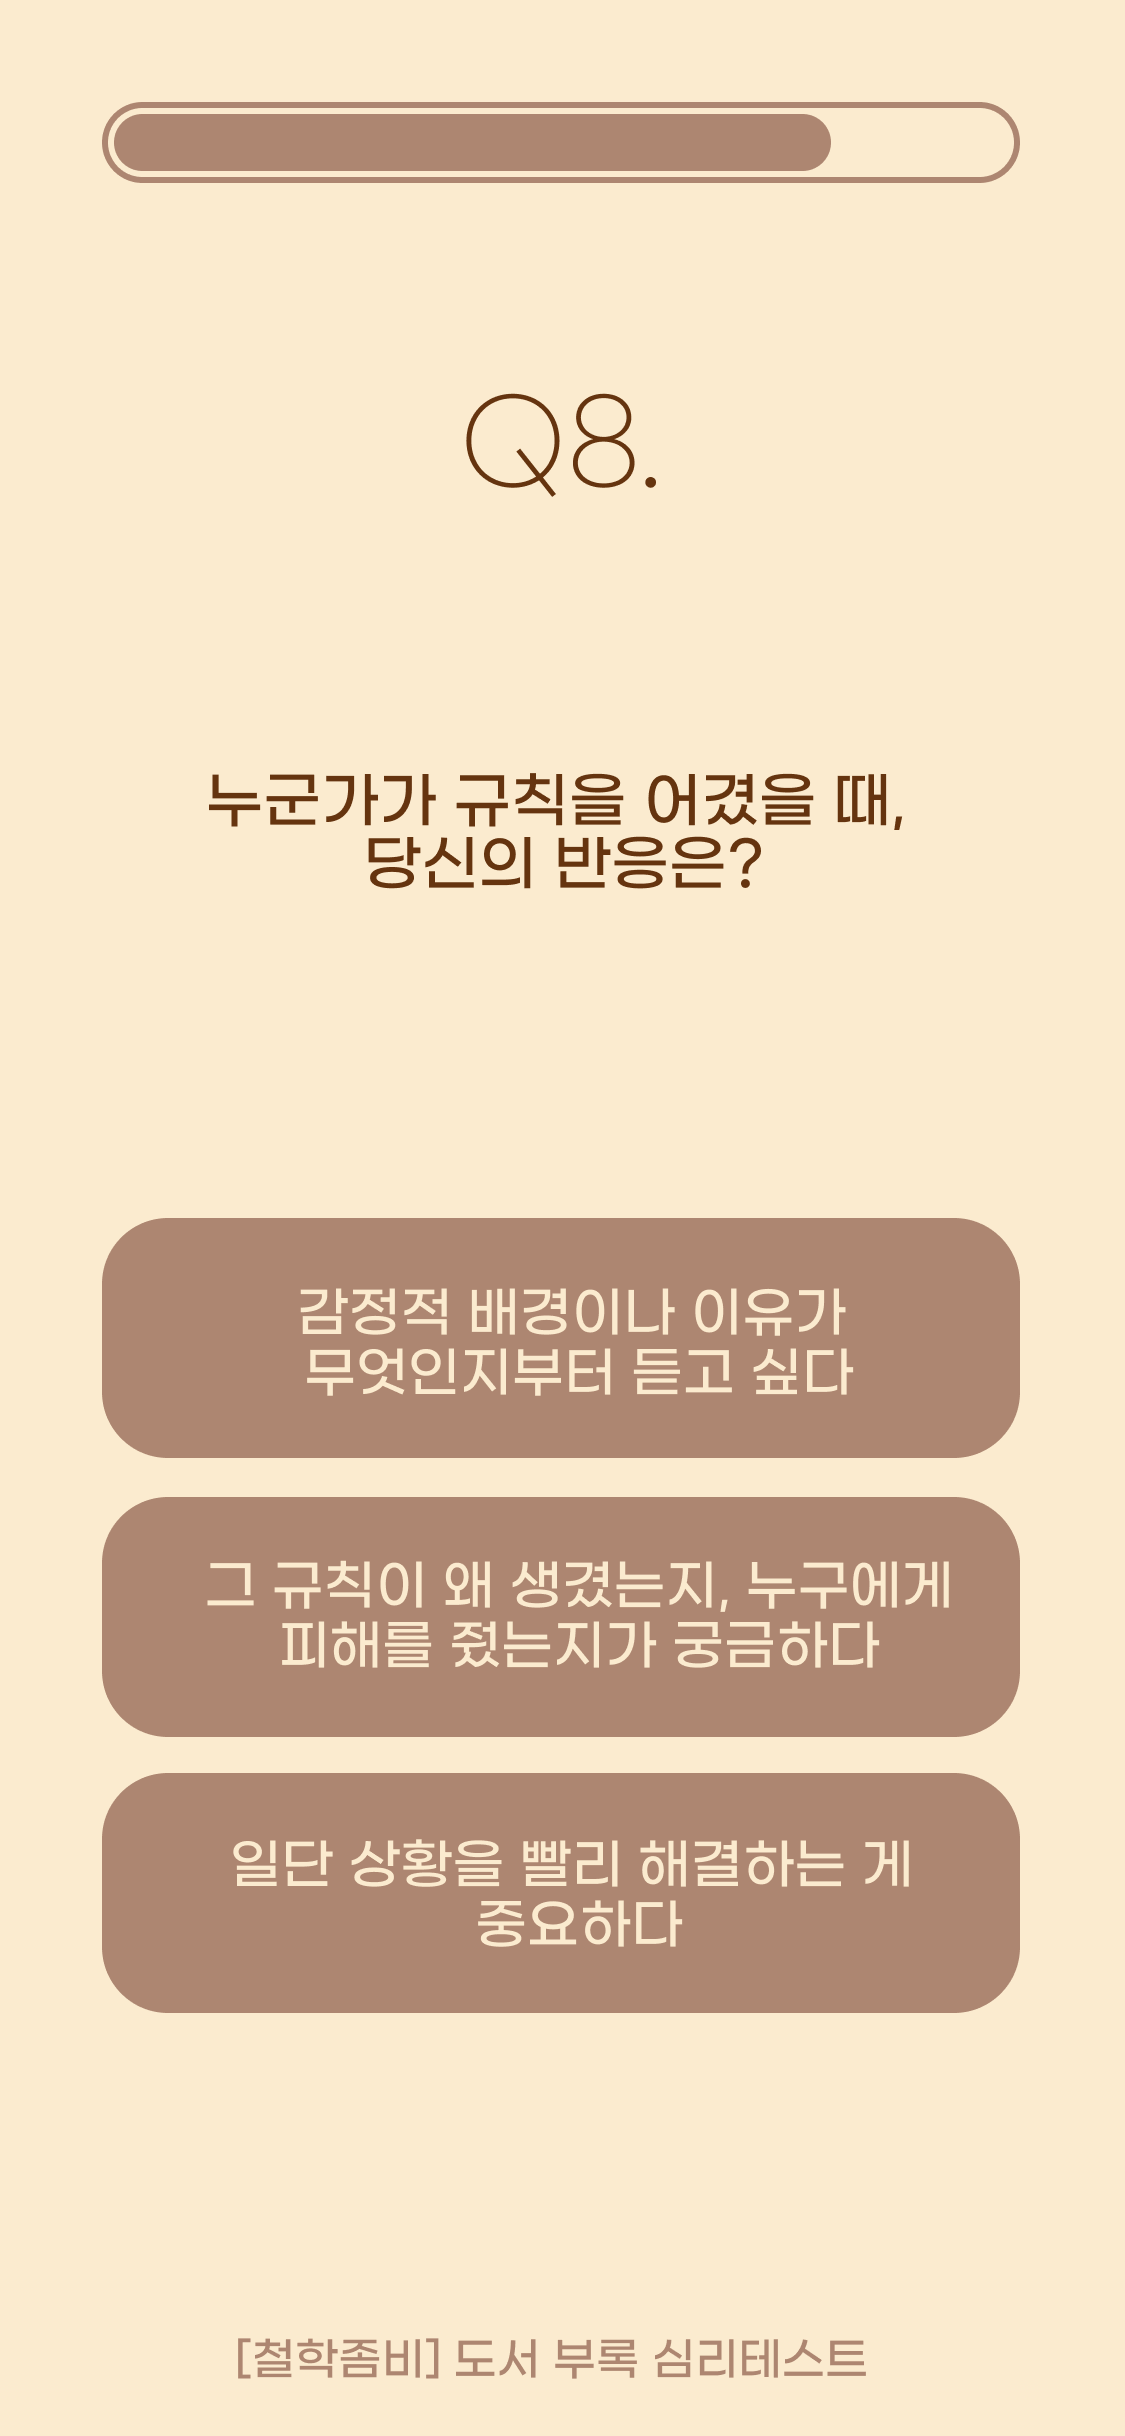 Q8.
누군가가 규칙을 어겼을 때,
당신의 반응은?
감정적 배경이나 이유가
무엇인지부터 듣고 싶다
그 규칙이 왜 생겼는지, 누구에게
피해를 줬는지가 궁금하다
일단 상황을 빨리 해결하는 게
중요하다
[철학좀비] 도서 부록 심리테스트